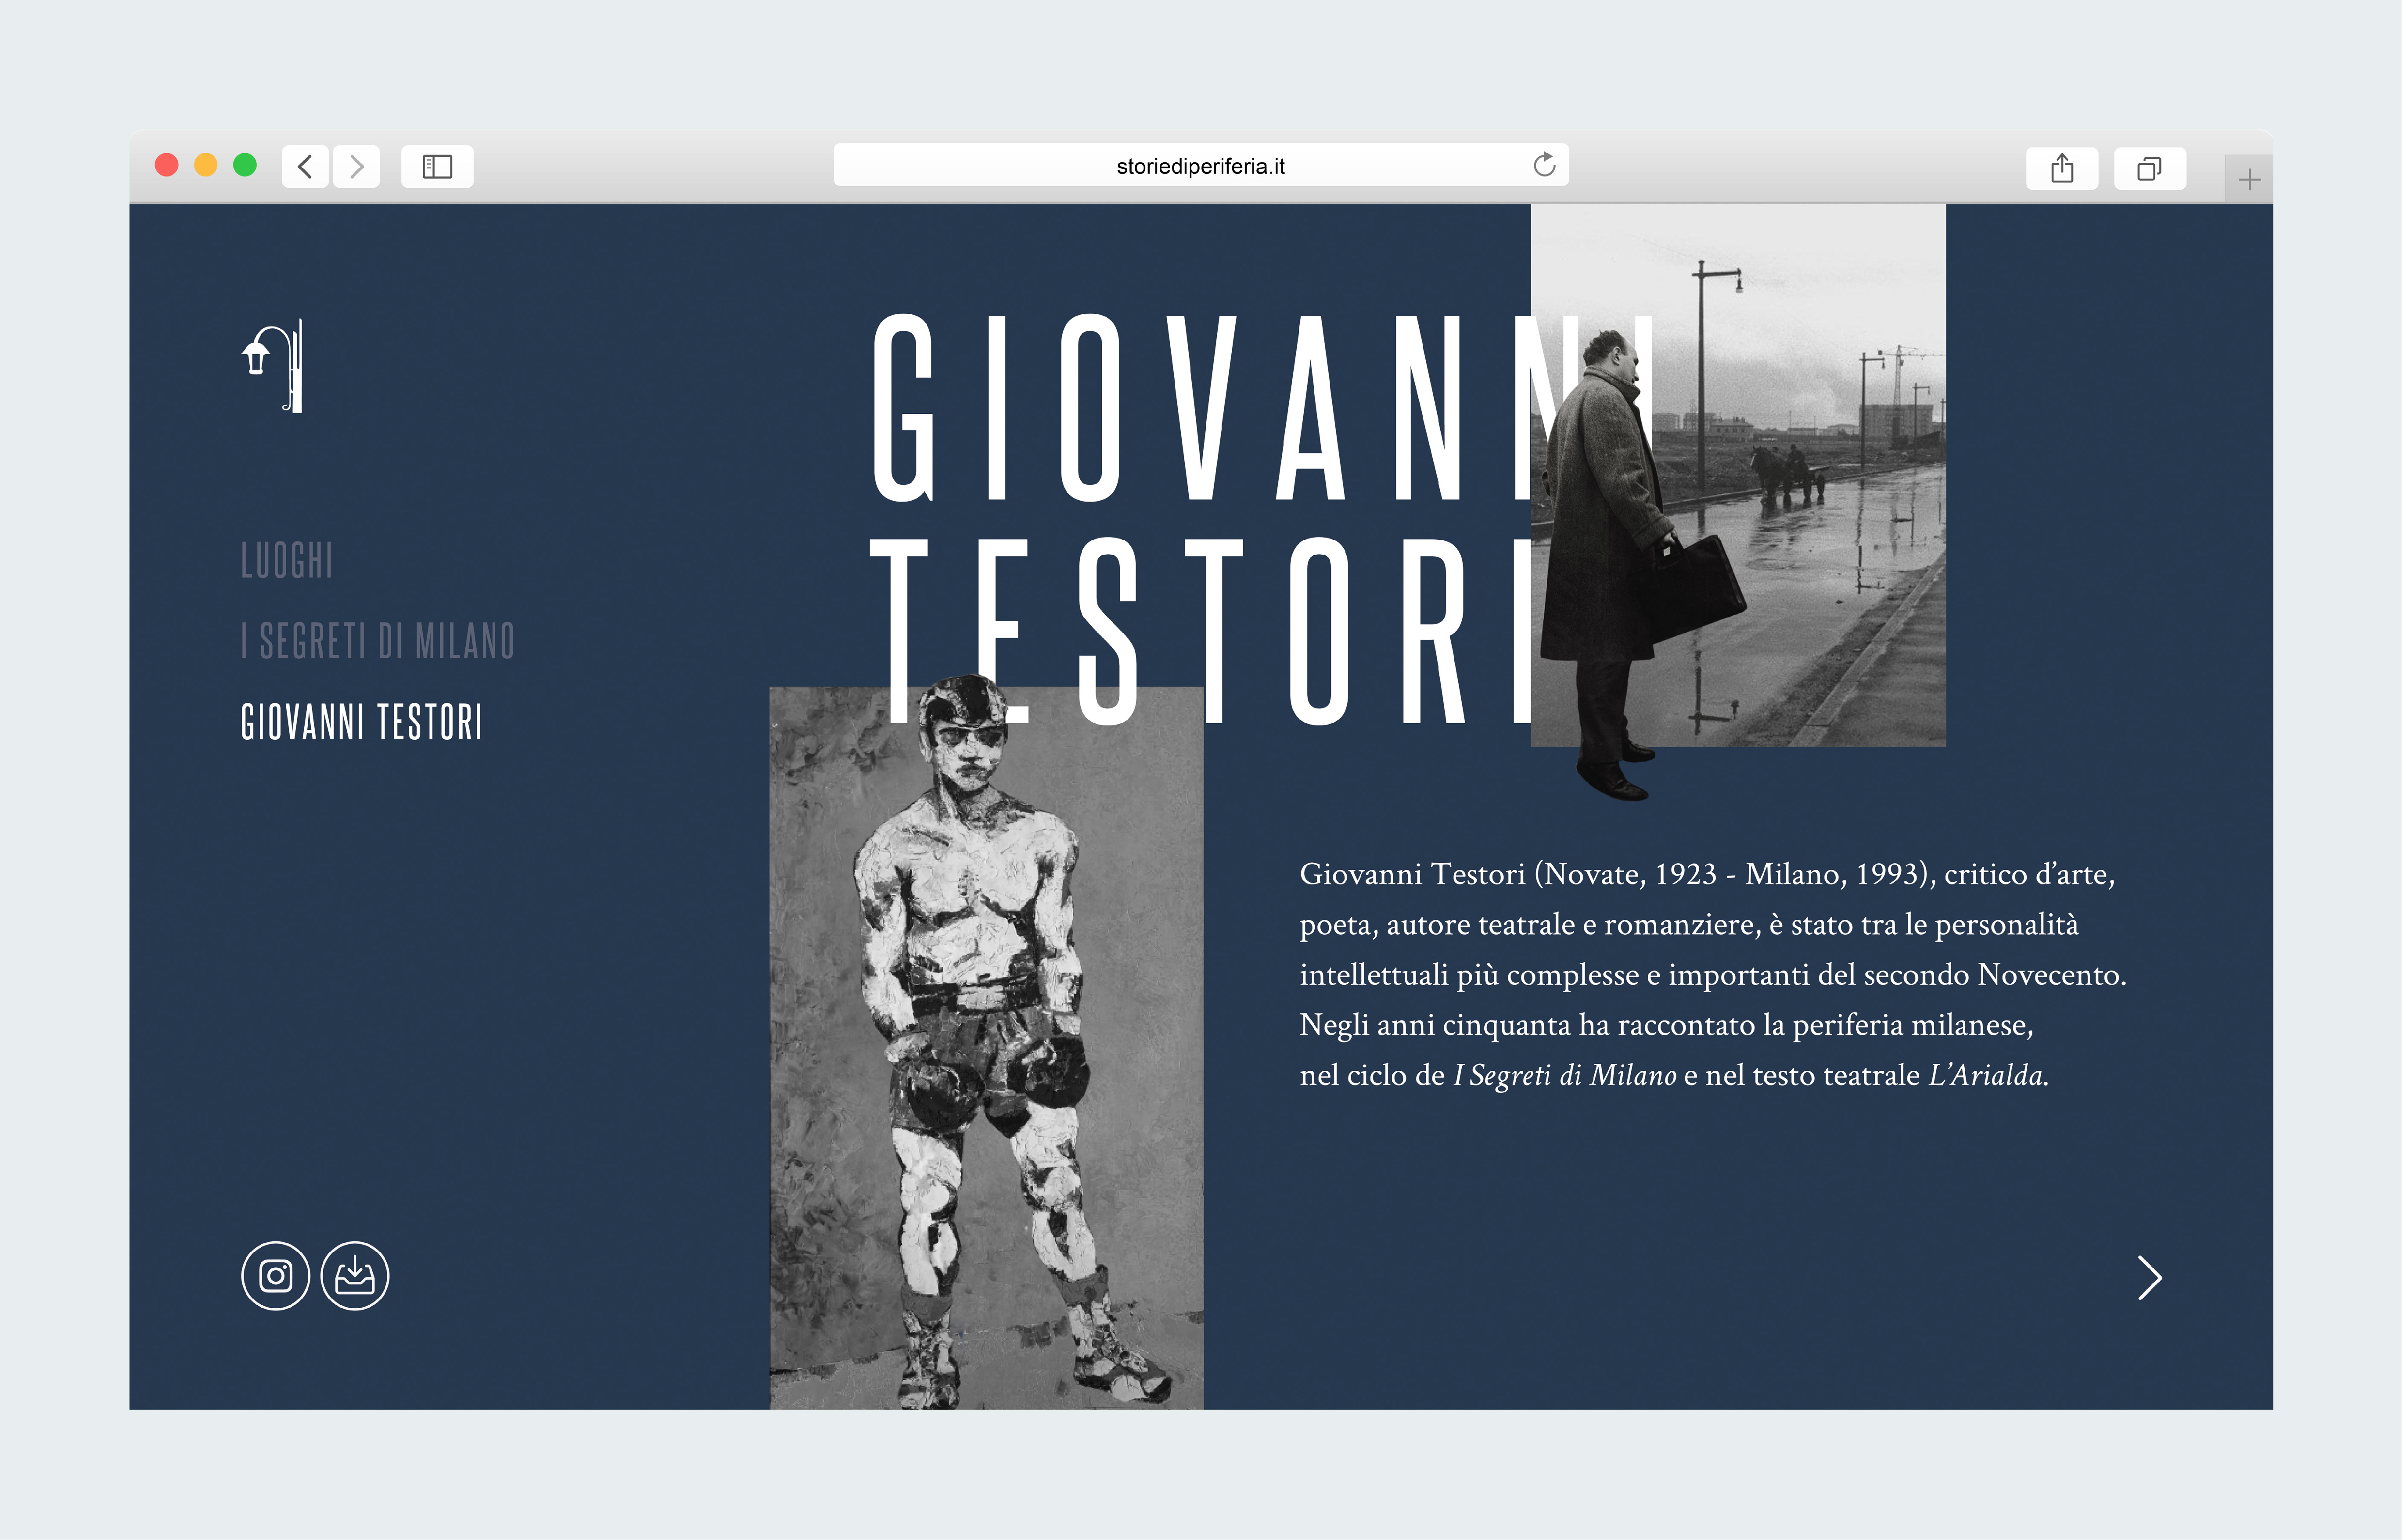 storiediperiferia.it
LUOGHI
I SEGRETI DI MILANO
GIOVANNI TESTORI
GIOVANNI
TESTORI
Giovanni Testori (Novate, 1923 - Milano, 1993), critico d’arte,
poeta, autore teatrale e romanziere, è stato tra le personalità
intellettuali più complesse e importanti del secondo Novecento.
Negli anni cinquanta ha raccontato la periferia milanese,
nel ciclo de I Segreti di Milano e nel testo teatrale L’Arialda.